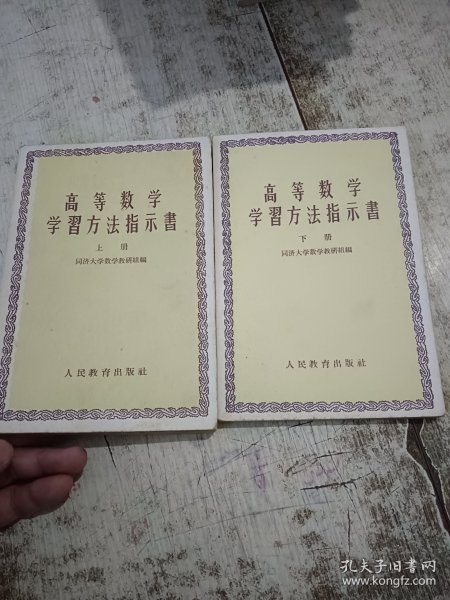 高等数学
学習方法指示書
上册
同济大学数学教研組編
人民教育出版社
高等数学
学習方法指示書
下册
同济大学数学教研組編
人民教育出版社
孔夫子旧书网
www.kongfz.com